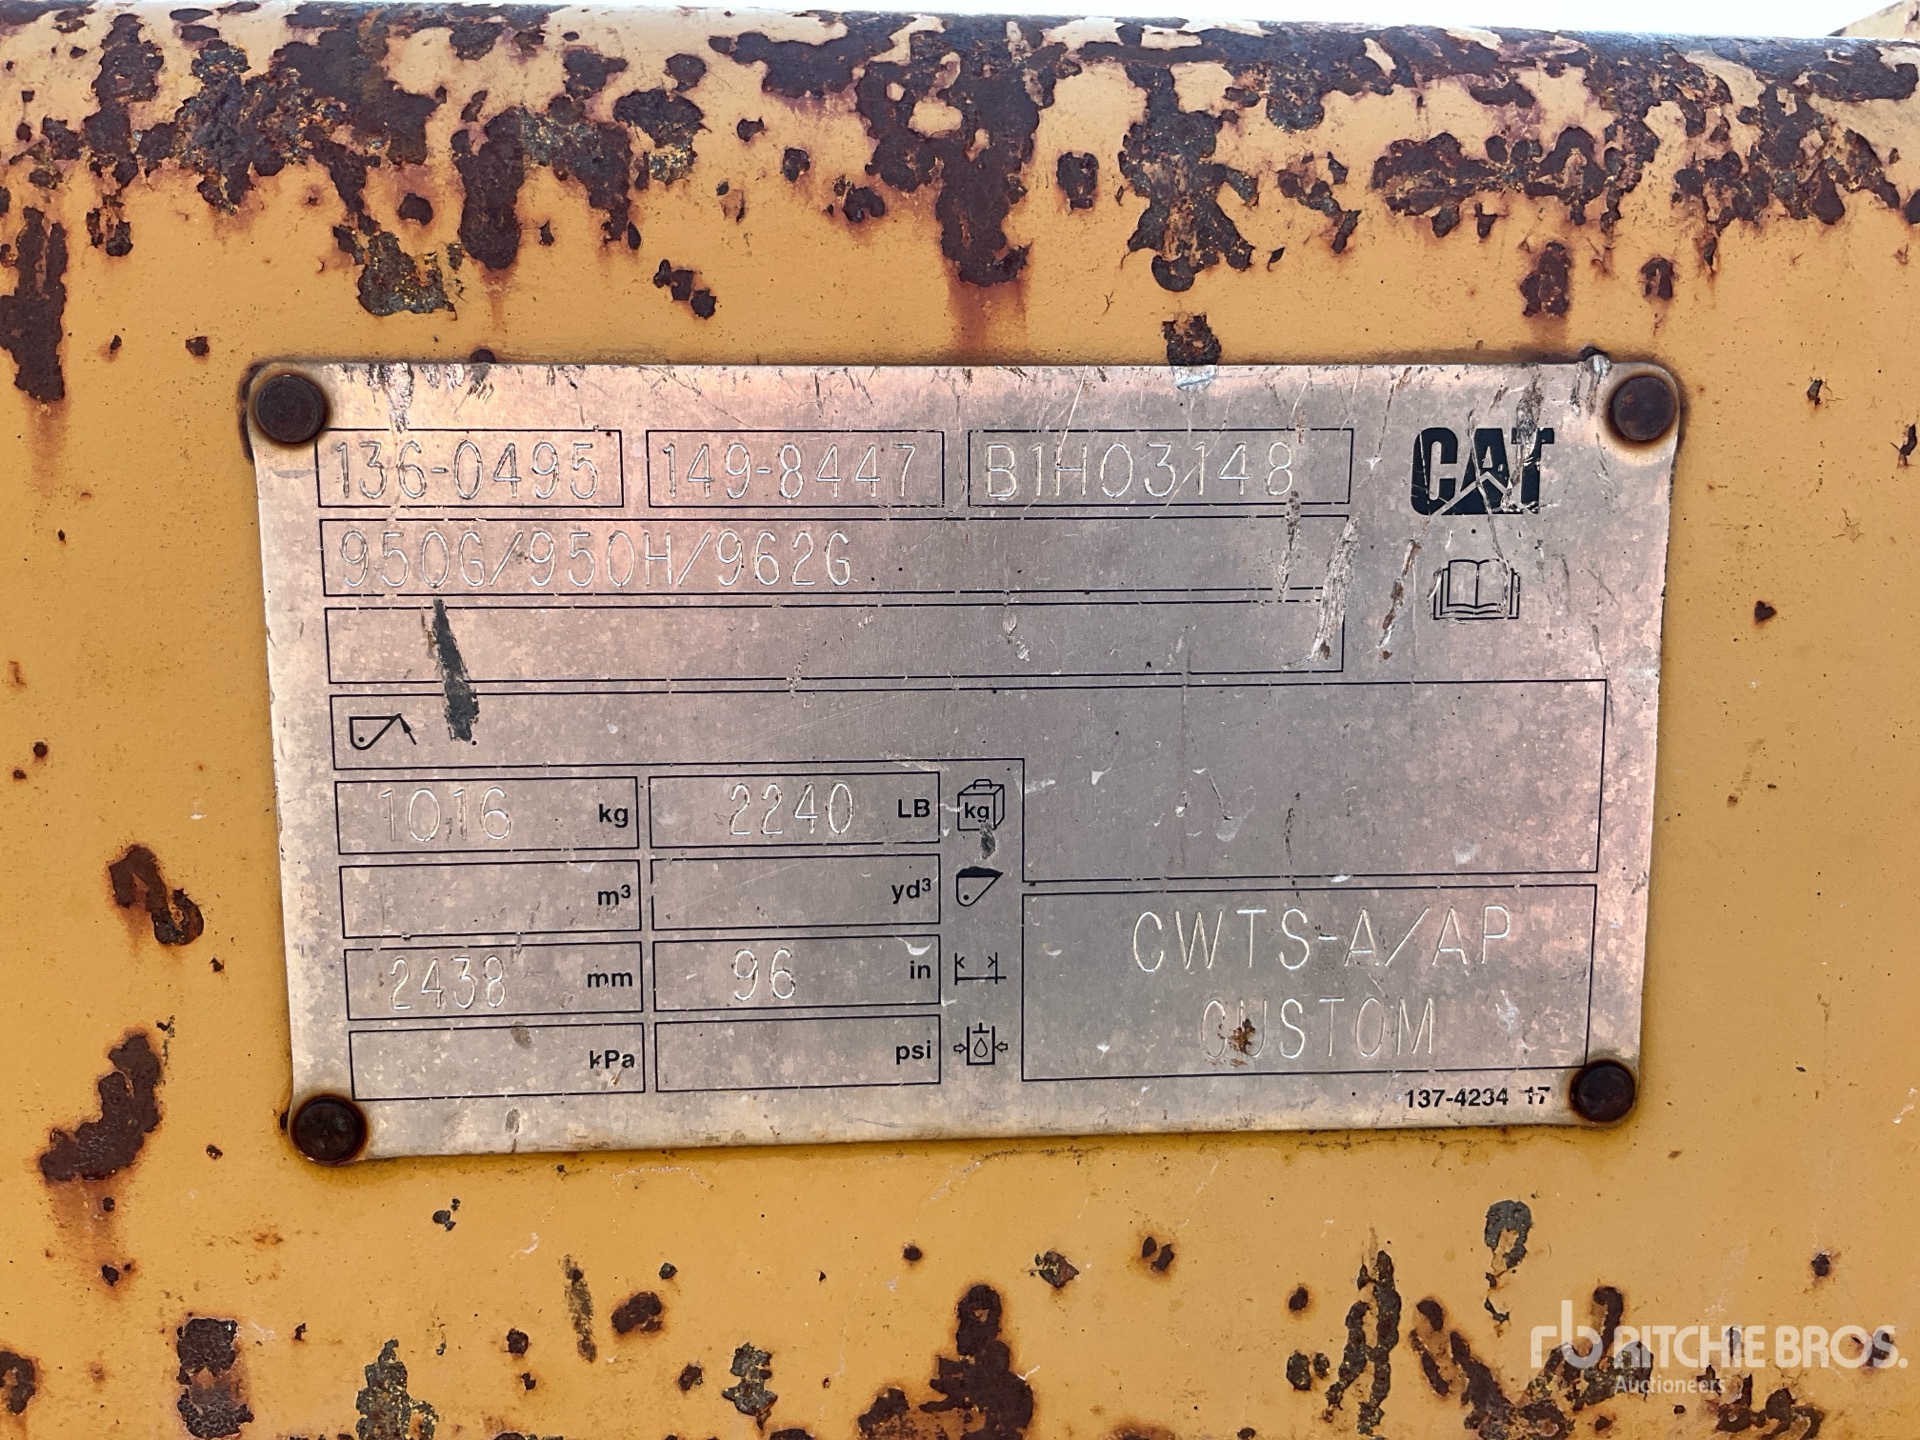 136-0495 149-8447 B1H03148 CAT
950G/950H/962G
1016 kg 2240 LB kg
m³ yd³
CWTS-A/AP
2438 mm 96 in
CUSTOM
kPa psi
137-4234 17
rb RITCHIE BROS.
Auctioneers